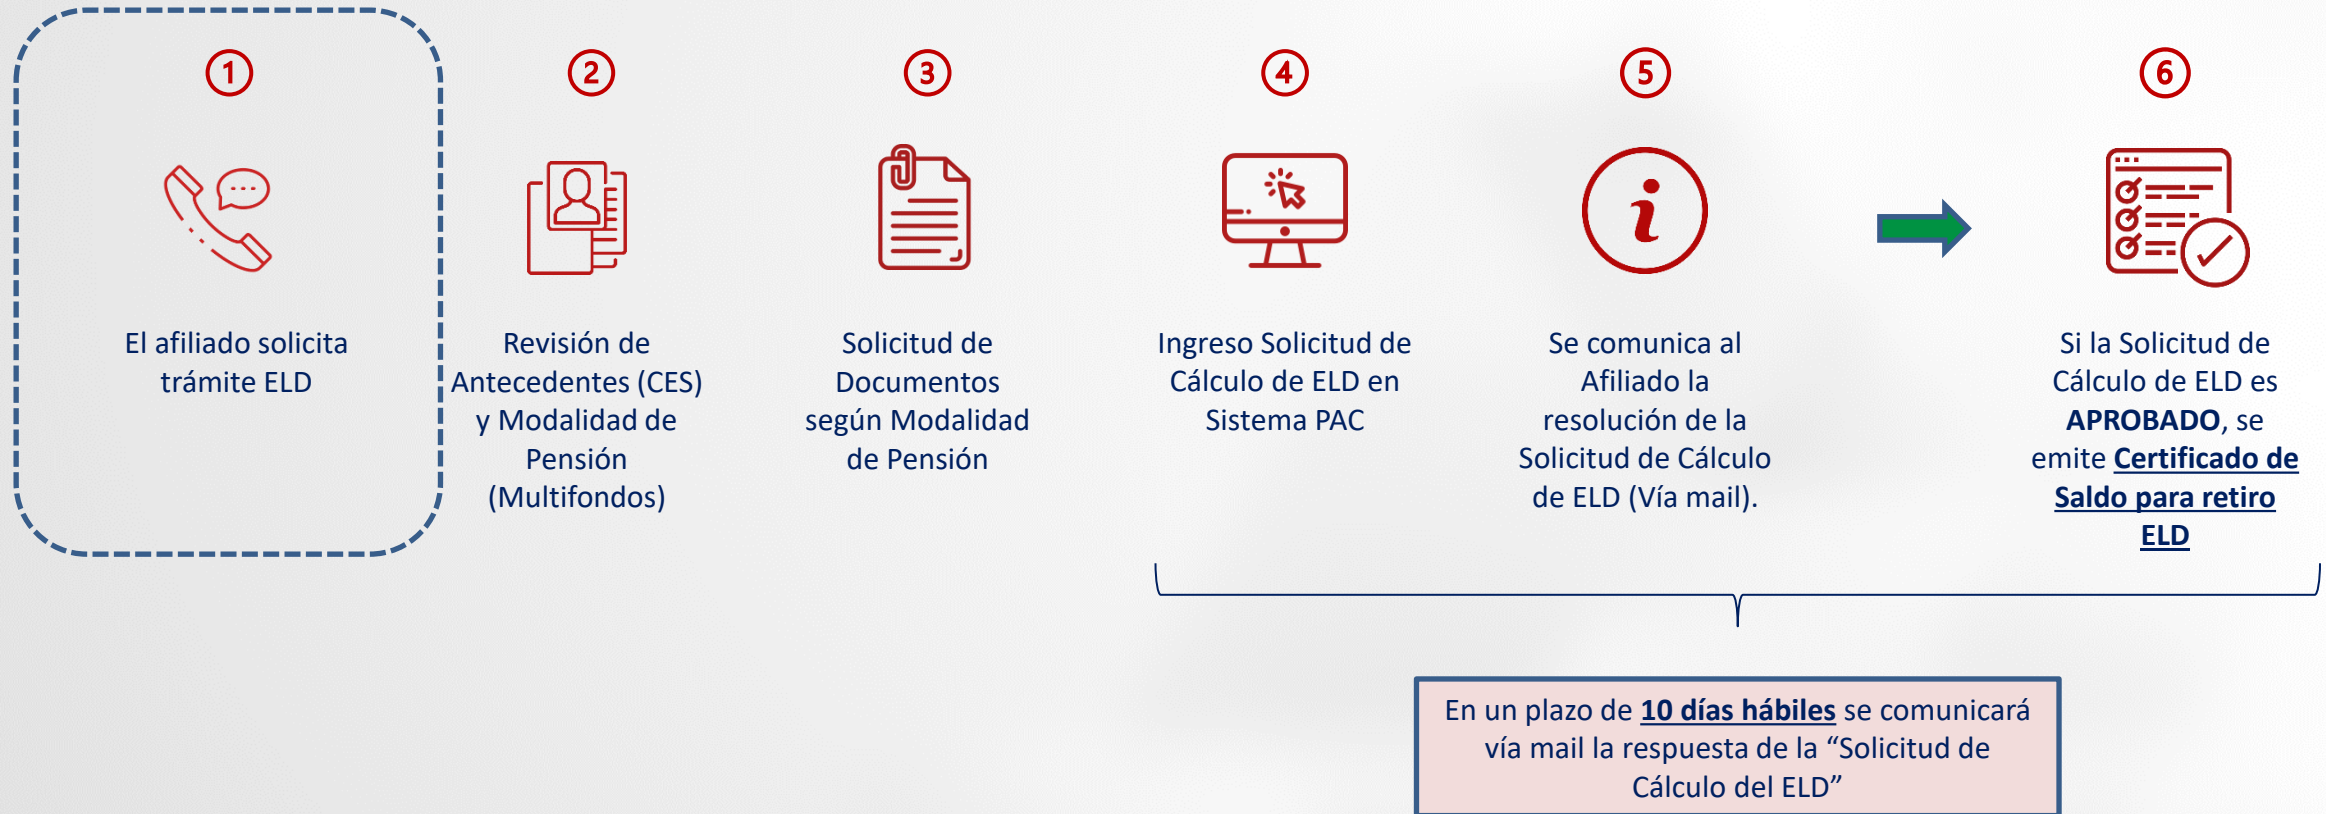 1
El afiliado solicita
trámite ELD
2
Revisión de
Antecedentes (CES)
y Modalidad de
Pensión
(Multifondos)
3
Solicitud de
Documentos
según Modalidad
de Pensión
4
Ingreso Solicitud de
Cálculo de ELD en
Sistema PAC
5
i
Se comunica al
Afiliado la
resolución de la
Solicitud de Cálculo
de ELD (Vía mail).
6
Si la Solicitud de
Cálculo de ELD es
APROBADO, se
emite Certificado de
Saldo para retiro
ELD
En un plazo de 10 días hábiles se comunicará
vía mail la respuesta de la “Solicitud de
Cálculo del ELD”